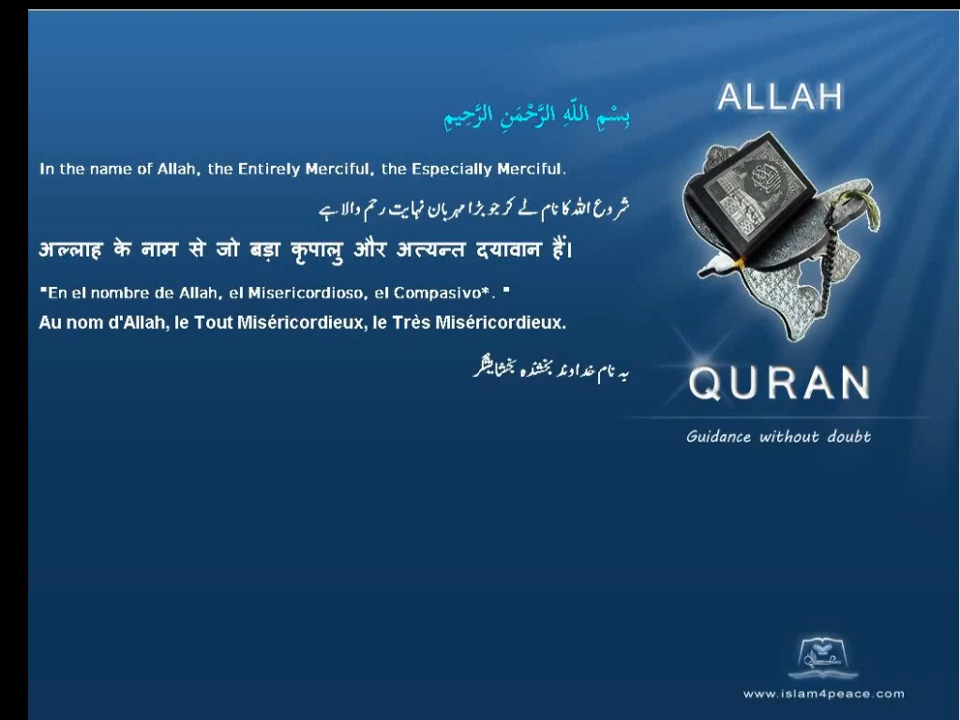 بِسْمِ اللّهِ الرَّحْمَنِ الرَّحِيمِ
In the name of Allah, the Entirely Merciful, the Especially Merciful.
شروع الله کا نام لے کر جو بڑا مہربان نہایت رحم والا ہے
अल्लाह के नाम से जो बड़ा कृपालु और अत्यन्त दयावान हैं।
"En el nombre de Allah, el Misericordioso, el Compasivo*. "
Au nom d'Allah, le Tout Miséricordieux, le Très Miséricordieux.
به نام خداوند بخشنده بخشایشگر
ALLAH
QURAN
Guidance without doubt
www.islam4peace.com